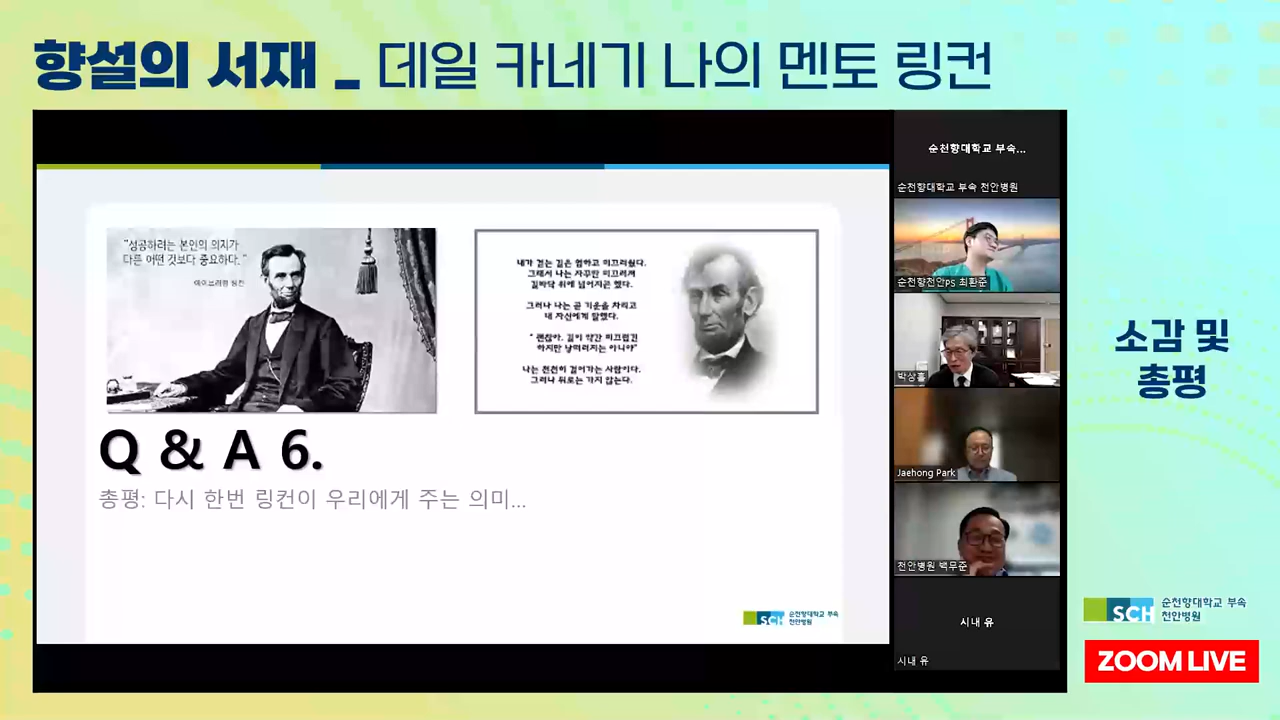 향설의 서재 _ 데일 카네기 나의 멘토 링컨
"성공하려는 본인의 의지가
다른 어떤 것보다 중요하다."
에이브러햄 링컨
내가 걷는 길은 험하고 미끄러웠다.
그래서 나는 자꾸만 미끄러져
길바닥 위에 넘어지곤 했다.
그러나 나는 곧 기운을 차리고
내 자신에게 말했다.
" 괜찮아. 길이 약간 미끄럽긴
하지만 낭떠러지는 아니야"
나는 천천히 걸어가는 사람이다.
그러나 뒤로는 가지 않는다.
Q & A 6.
총평: 다시 한번 링컨이 우리에게 주는 의미...
SCH 순천향대학교 부속
천안병원
순천향대학교 부속...
순천향대학교 부속 천안병원
순천향천안ps 최환준
박상흠
Jaehong Park
천안병원 백무준
시내 유
시내 유
소감 및
총평
SCH 순천향대학교 부속
천안병원
ZOOM LIVE